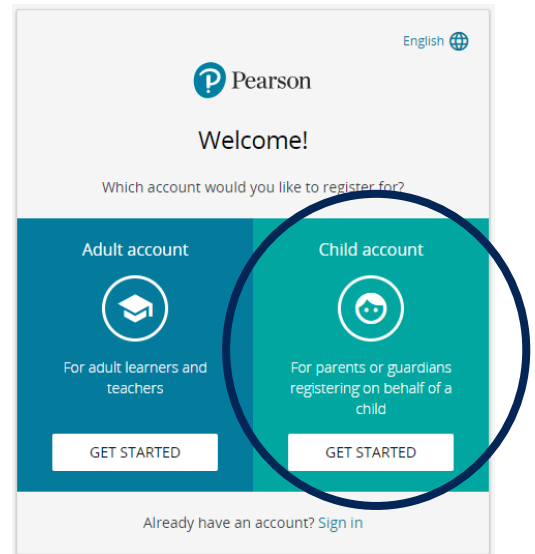 English
Pearson
Welcome!
Which account would you like to register for?
Adult account
For adult learners and
teachers
GET STARTED
Child account
For parents or guardians
registering on behalf of a
child
GET STARTED
Already have an account? Sign in